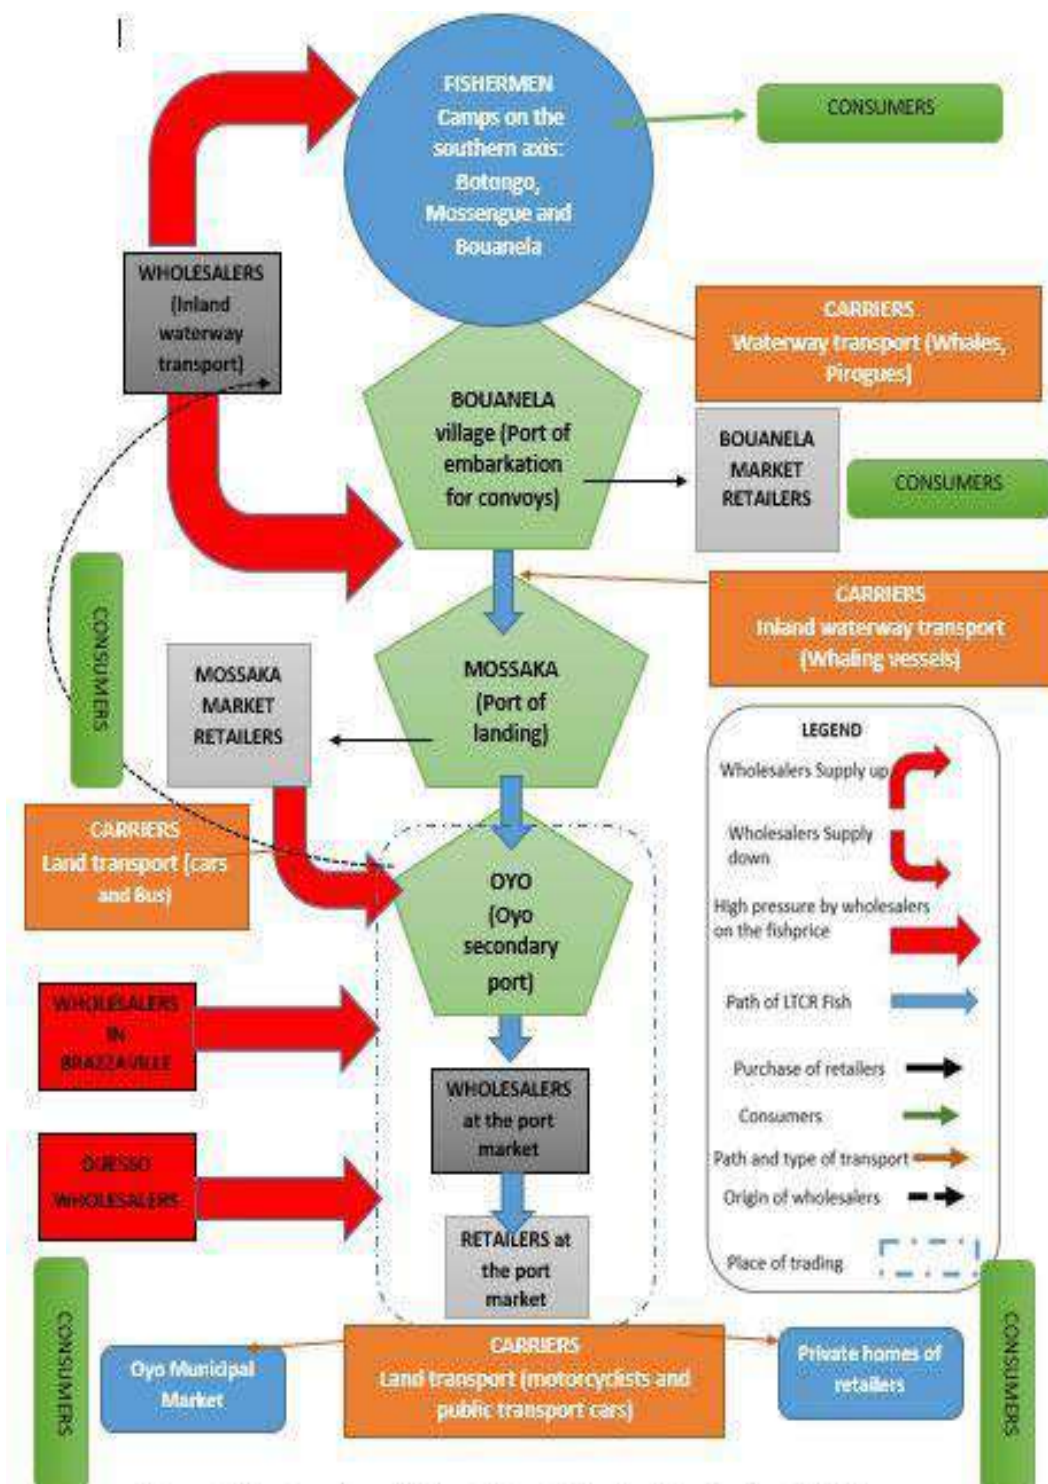 FISHERMEN
Camps on the
southern axis:
Botongo,
Mossengue and
Bouanela
CONSUMERS
WHOLESALERS
(Inland
waterway
transport)
CARRIERS
Waterway transport (Whales,
Pirogues)
BOUANELA
village (Port of
embarkation
for convoys)
BOUANELA
MARKET
RETAILERS
CONSUMERS
CARRIERS
Inland waterway transport
(Whaling vessels)
CONSUMERS
MOSSAKA
MARKET
RETAILERS
MOSSAKA
(Port of
landing)
CARRIERS
Land transport (cars
and Bus)
OYO
(Oyo
secondary
port)
WHOLESALERS
IN
BRAZZAVILLE
OUESSO
WHOLESALERS
WHOLESALERS
at the port
market
RETAILERS at
the port
market
LEGEND
Wholesalers Supply up
Wholesalers Supply
down
High pressure by wholesalers
on the fishprice
Path of LTCR Fish
Purchase of retailers
Consumers
Path and type of transport
Origin of wholesalers
Place of trading
CONSUMERS
Oyo Municipal
Market
CARRIERS
Land transport (motorcyclists and
public transport cars)
Private homes of
retailers
CONSUMERS